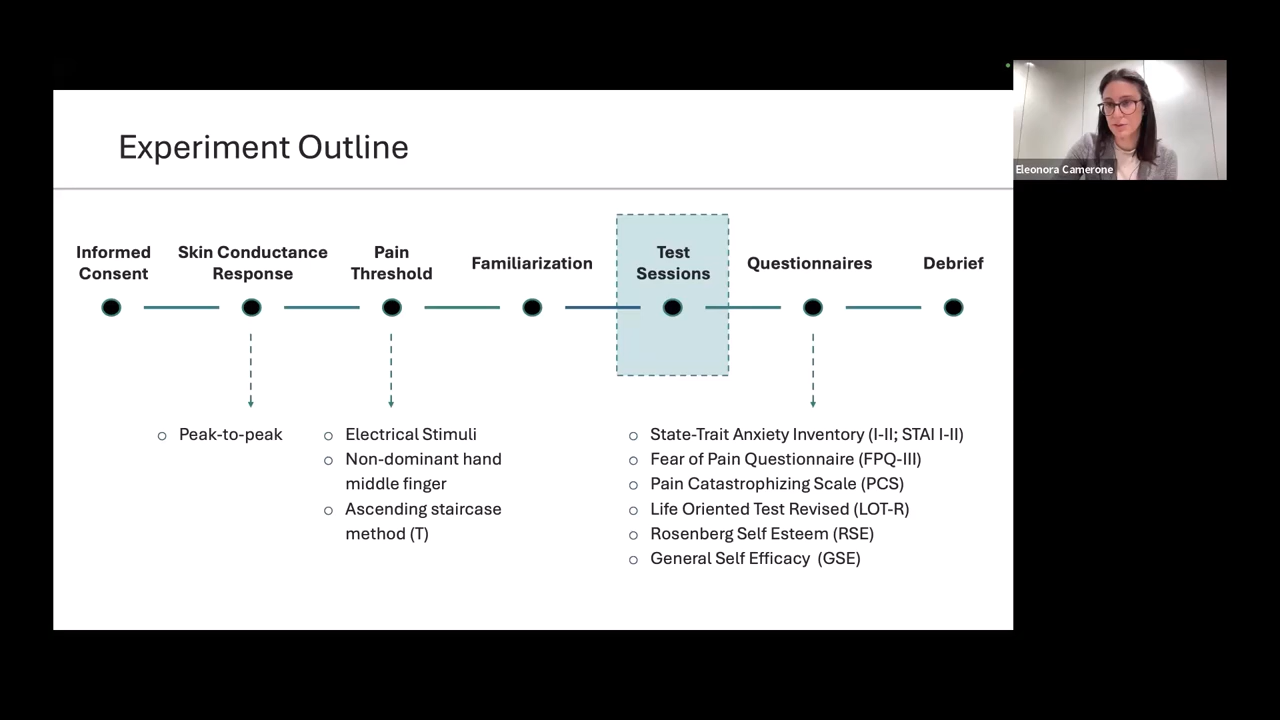 Experiment Outline
Informed
Consent
Skin Conductance
Response
Pain
Threshold
Familiarization
Test
Sessions
Questionnaires
Debrief
○ Peak-to-peak
○ Electrical Stimuli
○ Non-dominant hand
middle finger
○ Ascending staircase
method (T)
○ State-Trait Anxiety Inventory (I-II; STAI I-II)
○ Fear of Pain Questionnaire (FPQ-III)
○ Pain Catastrophizing Scale (PCS)
○ Life Oriented Test Revised (LOT-R)
○ Rosenberg Self Esteem (RSE)
○ General Self Efficacy (GSE)
Eleonora Camerone